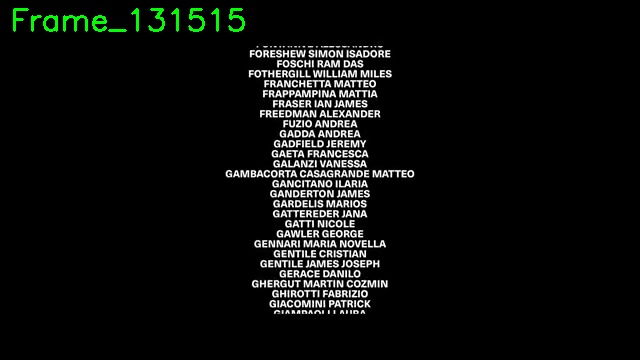 Frame_131515
FORESHEW SIMON ISADORE
FOSCHI RAM DAS
FOTHERGILL WILLIAM MILES
FRANCHETTA MATTEO
FRAPPAMPINA MATTIA
FRASER IAN JAMES
FREEDMAN ALEXANDER
FUZIO ANDREA
GADDA ANDREA
GADFIELD JEREMY
GAETA FRANCESCA
GALANZI VANESSA
GAMBACORTA CASAGRANDE MATTEO
GANCITANO ILARIA
GANDERTON JAMES
GARDELIS MARIOS
GATTEREDER JANA
GATTI NICOLE
GAWLER GEORGE
GENNARI MARIA NOVELLA
GENTILE CRISTIAN
GENTILE JAMES JOSEPH
GERACE DANILO
GHERGUT MARTIN COZMIN
GHIROTTI FABRIZIO
GIACOMINI PATRICK
GIAMPAOLI LAURA